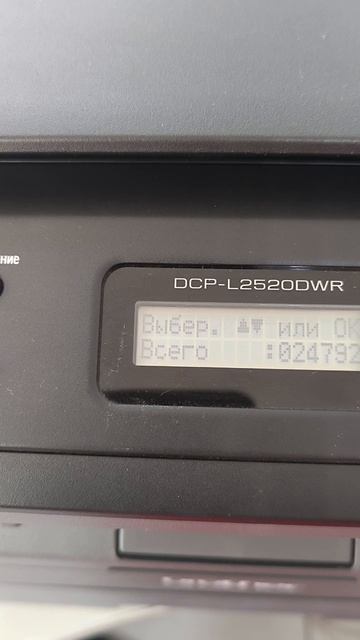 ние
DCP-L2520DWR
Выбер. ▲▼ или OK
Всего :024792